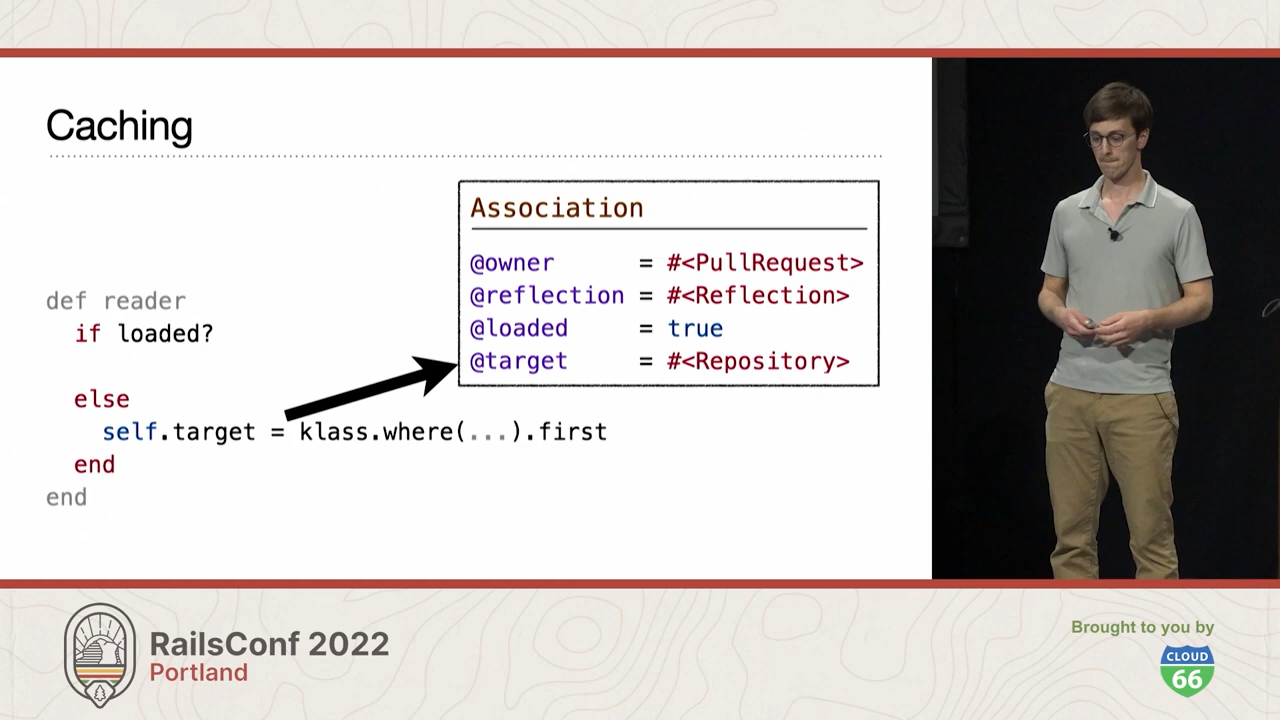 Caching
Association
@owner = #<PullRequest>
@reflection = #<Reflection>
@loaded = true
@target = #<Repository>
def reader
if loaded?
else
self.target = klass.where(...).first
end
end
RailsConf 2022
Portland
Brought to you by
CLOUD
66